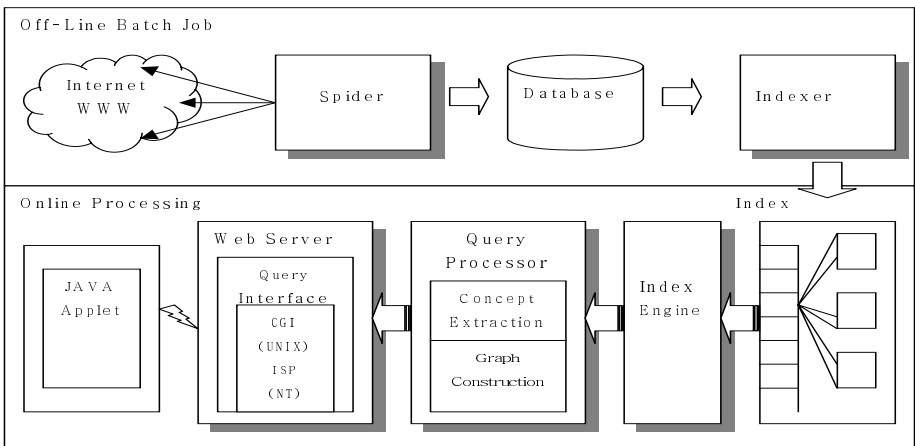 Off-Line Batch Job
Internet
WWW
Spider
Database
Indexer
Online Processing
Index
JAVA
Applet
Web Server
Query
Interface
CGI
(UNIX)
ISP
(NT)
Query
Processor
Concept
Extraction
Graph
Construction
Index
Engine